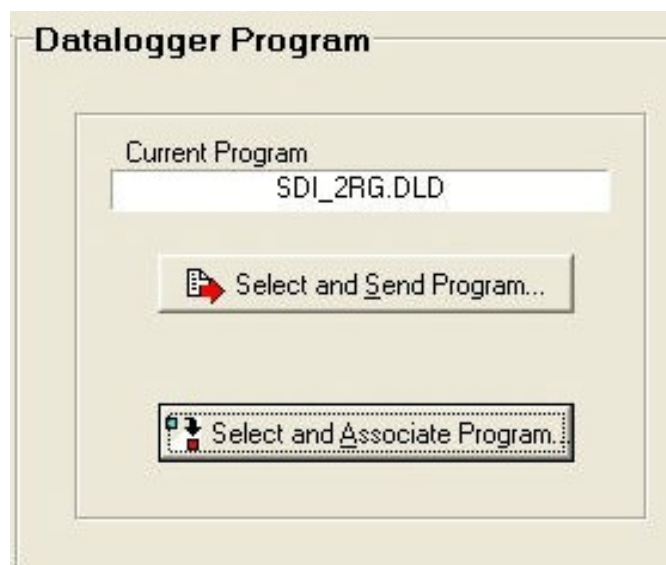 Datalogger Program
Current Program
SDI_2RG.DLD
Select and Send Program...
Select and Associate Program...